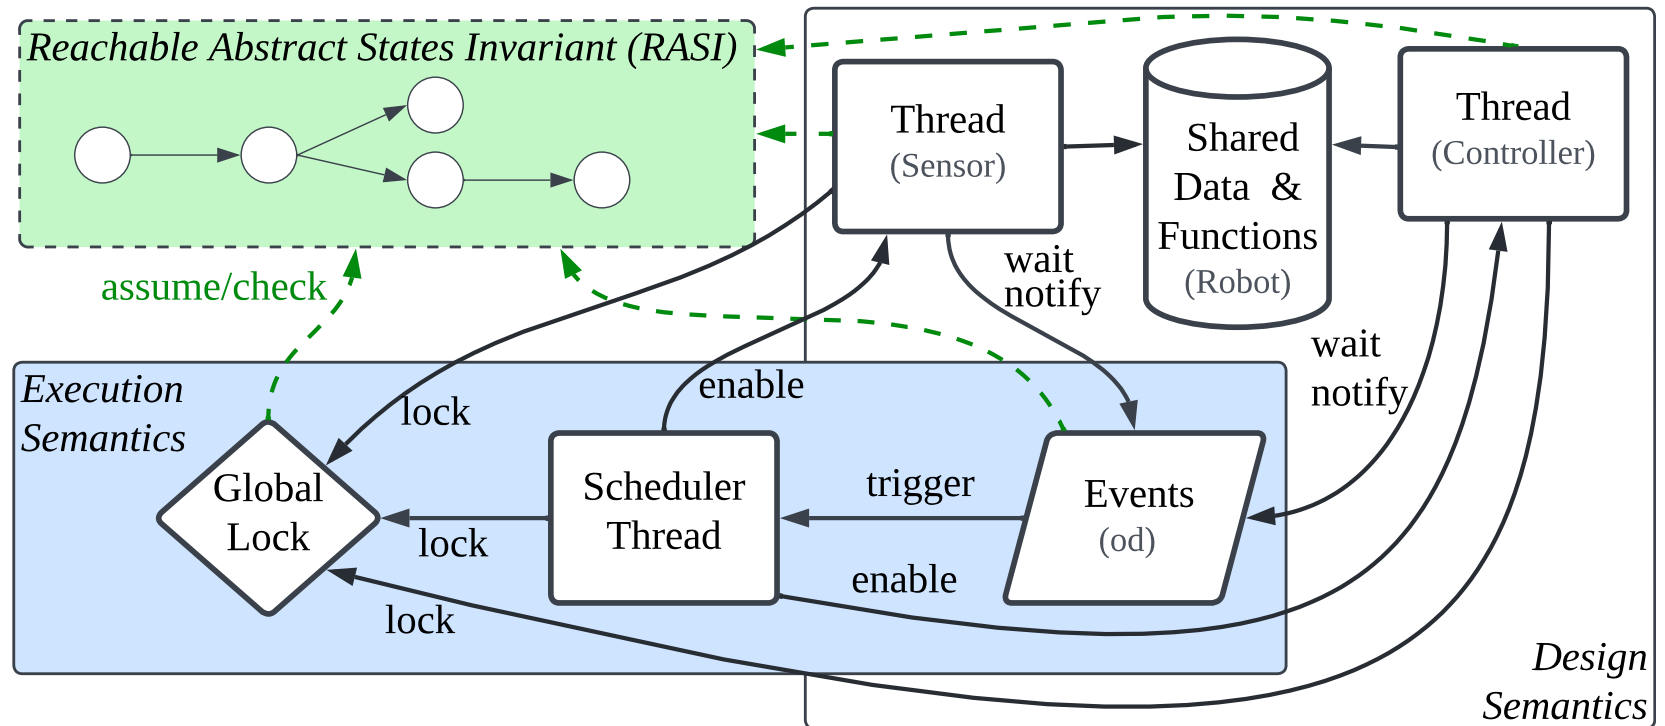 Reachable Abstract States Invariant (RASI)
Thread
(Sensor)
Shared
Data & 
Functions
(Robot)
Thread
(Controller)
assume/check
wait
notify
wait
notify
Execution
Semantics
lock
enable
Global
Lock
Scheduler
Thread
trigger
Events
(od)
lock
enable
lock
Design
Semantics